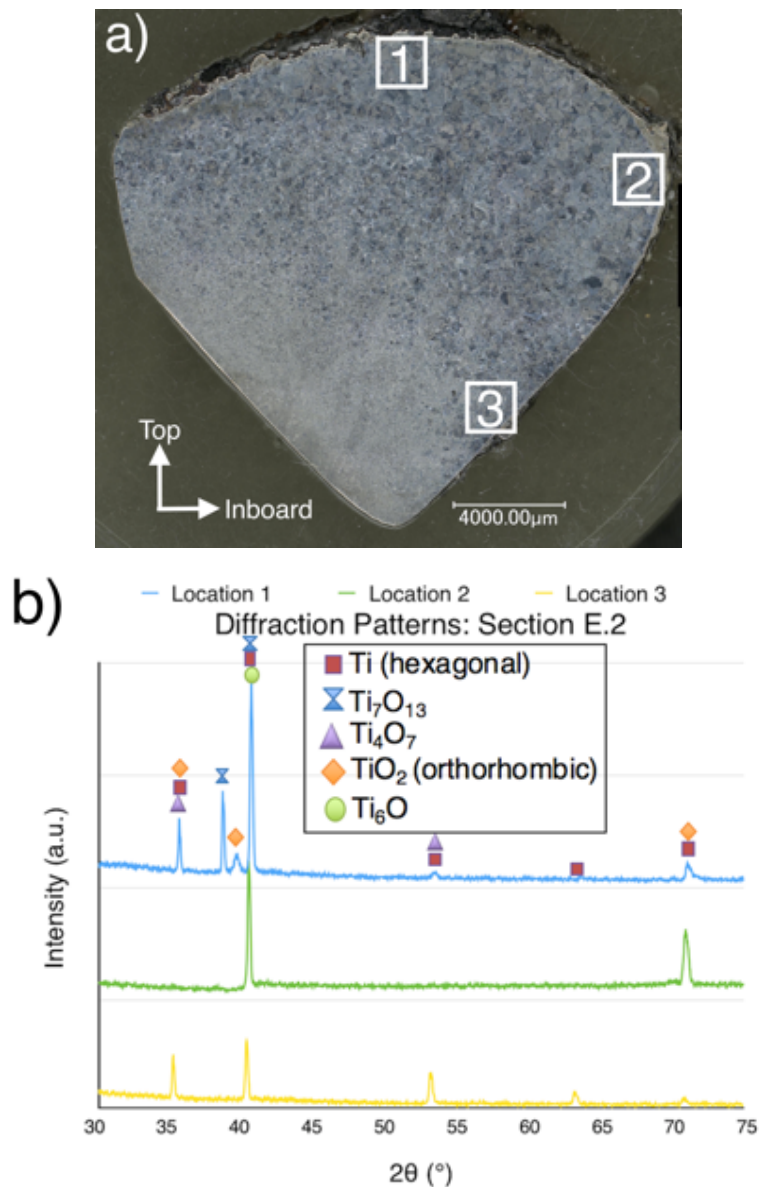 a)
1
2
3
Top
Inboard
4000.00µm
b)
Location 1 Location 2 Location 3
Diffraction Patterns: Section E.2
Ti (hexagonal)
Ti₇O₁₃
Ti₄O₇
TiO₂ (orthorhombic)
Ti₆O
Intensity (a.u.)
30 35 40 45 50 55 60 65 70 75
2θ (°)